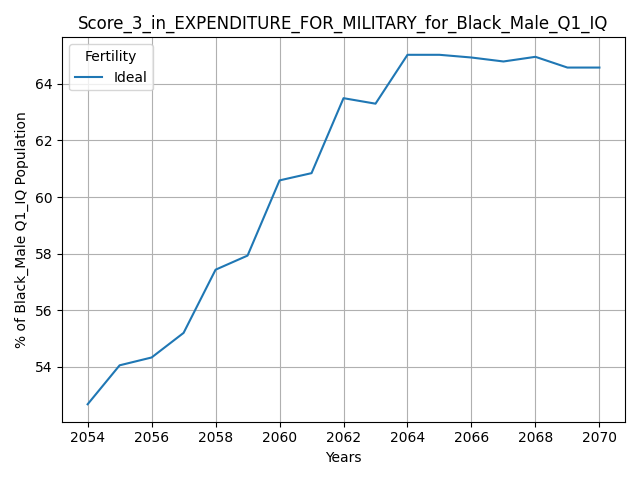 Score_3_in_EXPENDITURE_FOR_MILITARY_for_Black_Male_Q1_IQ
Fertility
Ideal
% of Black_Male Q1_IQ Population
64
62
60
58
56
54
2054 2056 2058 2060 2062 2064 2066 2068 2070
Years